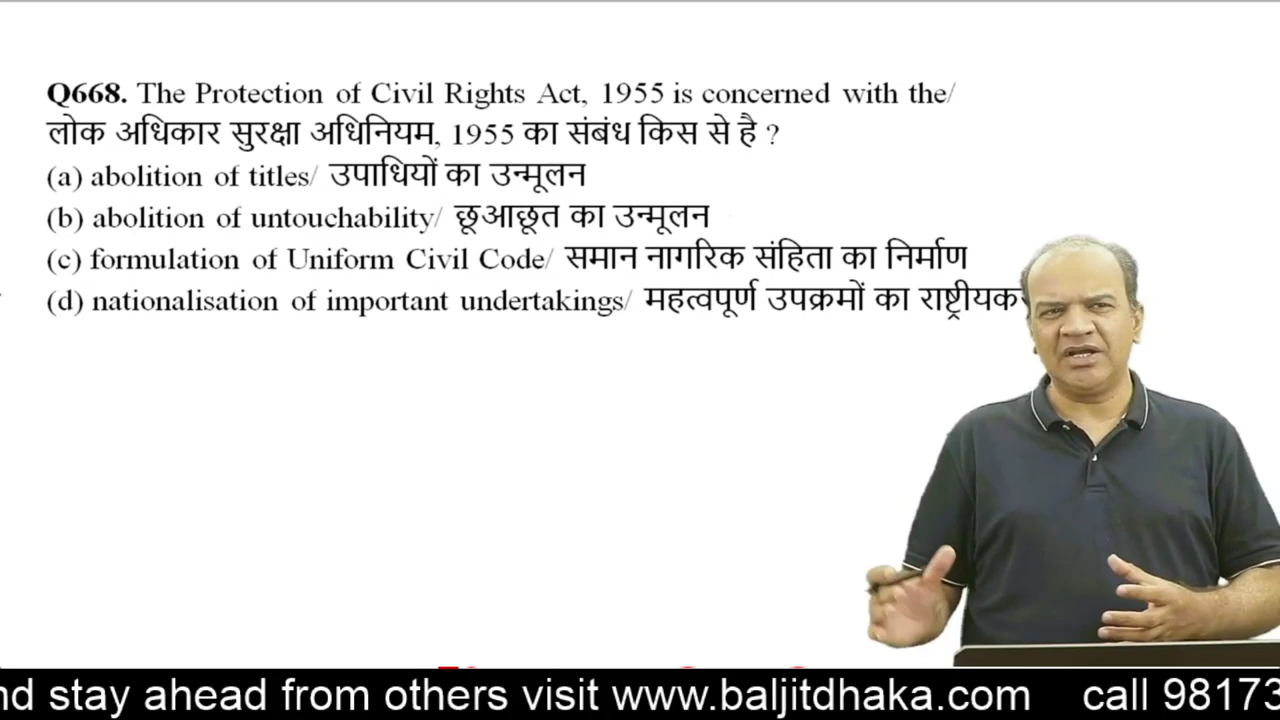 Q668. The Protection of Civil Rights Act, 1955 is concerned with the/
लोक अधिकार सुरक्षा अधिनियम, 1955 का संबंध किस से है ?
(a) abolition of titles/ उपाधियों का उन्मूलन
(b) abolition of untouchability/ छूआछूत का उन्मूलन
(c) formulation of Uniform Civil Code/ समान नागरिक संहिता का निर्माण
(d) nationalisation of important undertakings/ महत्वपूर्ण उपक्रमों का
stay ahead from others visit www.baljitdhaka.com call 98173